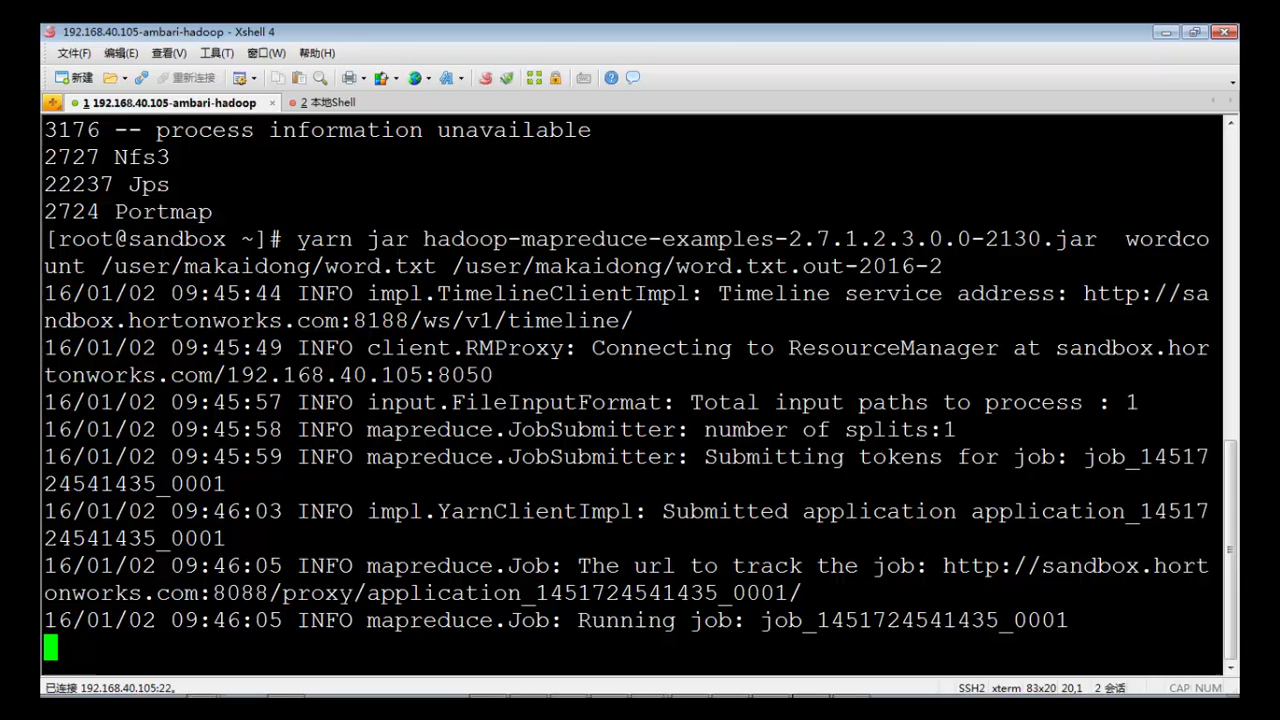 192.168.40.105-ambari-hadoop - Xshell 4
文件(F) 编辑(E) 查看(V) 工具(T) 窗口(W) 帮助(H)
新建 重新连接
1 192.168.40.105-ambari-hadoop × 2 本地Shell
3176 -- process information unavailable
2727 Nfs3
22237 Jps
2724 Portmap
[root@sandbox ~]# yarn jar hadoop-mapreduce-examples-2.7.1.2.3.0.0-2130.jar  wordco
unt /user/makaidong/word.txt /user/makaidong/word.txt.out-2016-2
16/01/02 09:45:44 INFO impl.TimelineClientImpl: Timeline service address: http://sa
ndbox.hortonworks.com:8188/ws/v1/timeline/
16/01/02 09:45:49 INFO client.RMProxy: Connecting to ResourceManager at sandbox.hor
tonworks.com/192.168.40.105:8050
16/01/02 09:45:57 INFO input.FileInputFormat: Total input paths to process : 1
16/01/02 09:45:58 INFO mapreduce.JobSubmitter: number of splits:1
16/01/02 09:45:59 INFO mapreduce.JobSubmitter: Submitting tokens for job: job_14517
24541435_0001
16/01/02 09:46:03 INFO impl.YarnClientImpl: Submitted application application_14517
24541435_0001
16/01/02 09:46:05 INFO mapreduce.Job: The url to track the job: http://sandbox.hort
onworks.com:8088/proxy/application_1451724541435_0001/
16/01/02 09:46:05 INFO mapreduce.Job: Running job: job_1451724541435_0001
已连接 192.168.40.105:22。 SSH2 xterm 83x20 20,1 2 会话 CAP NUM